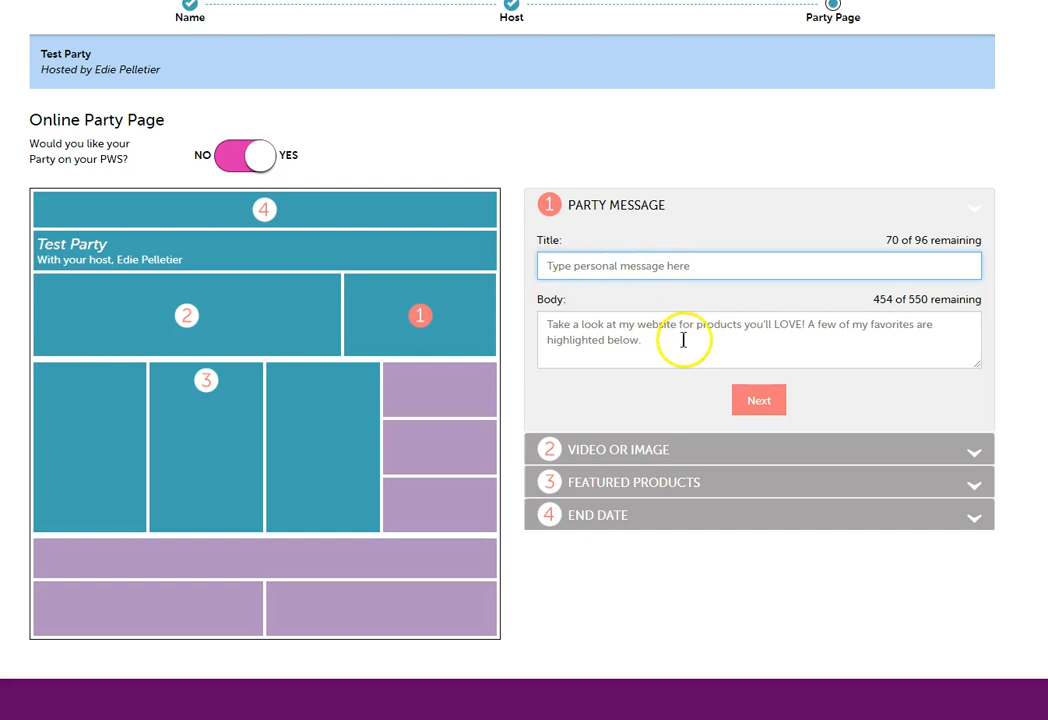 Name
Host
Party Page
Test Party
Hosted by Edie Pelletier
Online Party Page
Would you like your
Party on your PWS?
NO
YES
4
Test Party
With your host, Edie Pelletier
2
1
3
1 PARTY MESSAGE
Title:
70 of 96 remaining
Type personal message here
Body:
454 of 550 remaining
Take a look at my website for products you'll LOVE! A few of my favorites are
highlighted below.
Next
2 VIDEO OR IMAGE
3 FEATURED PRODUCTS
4 END DATE